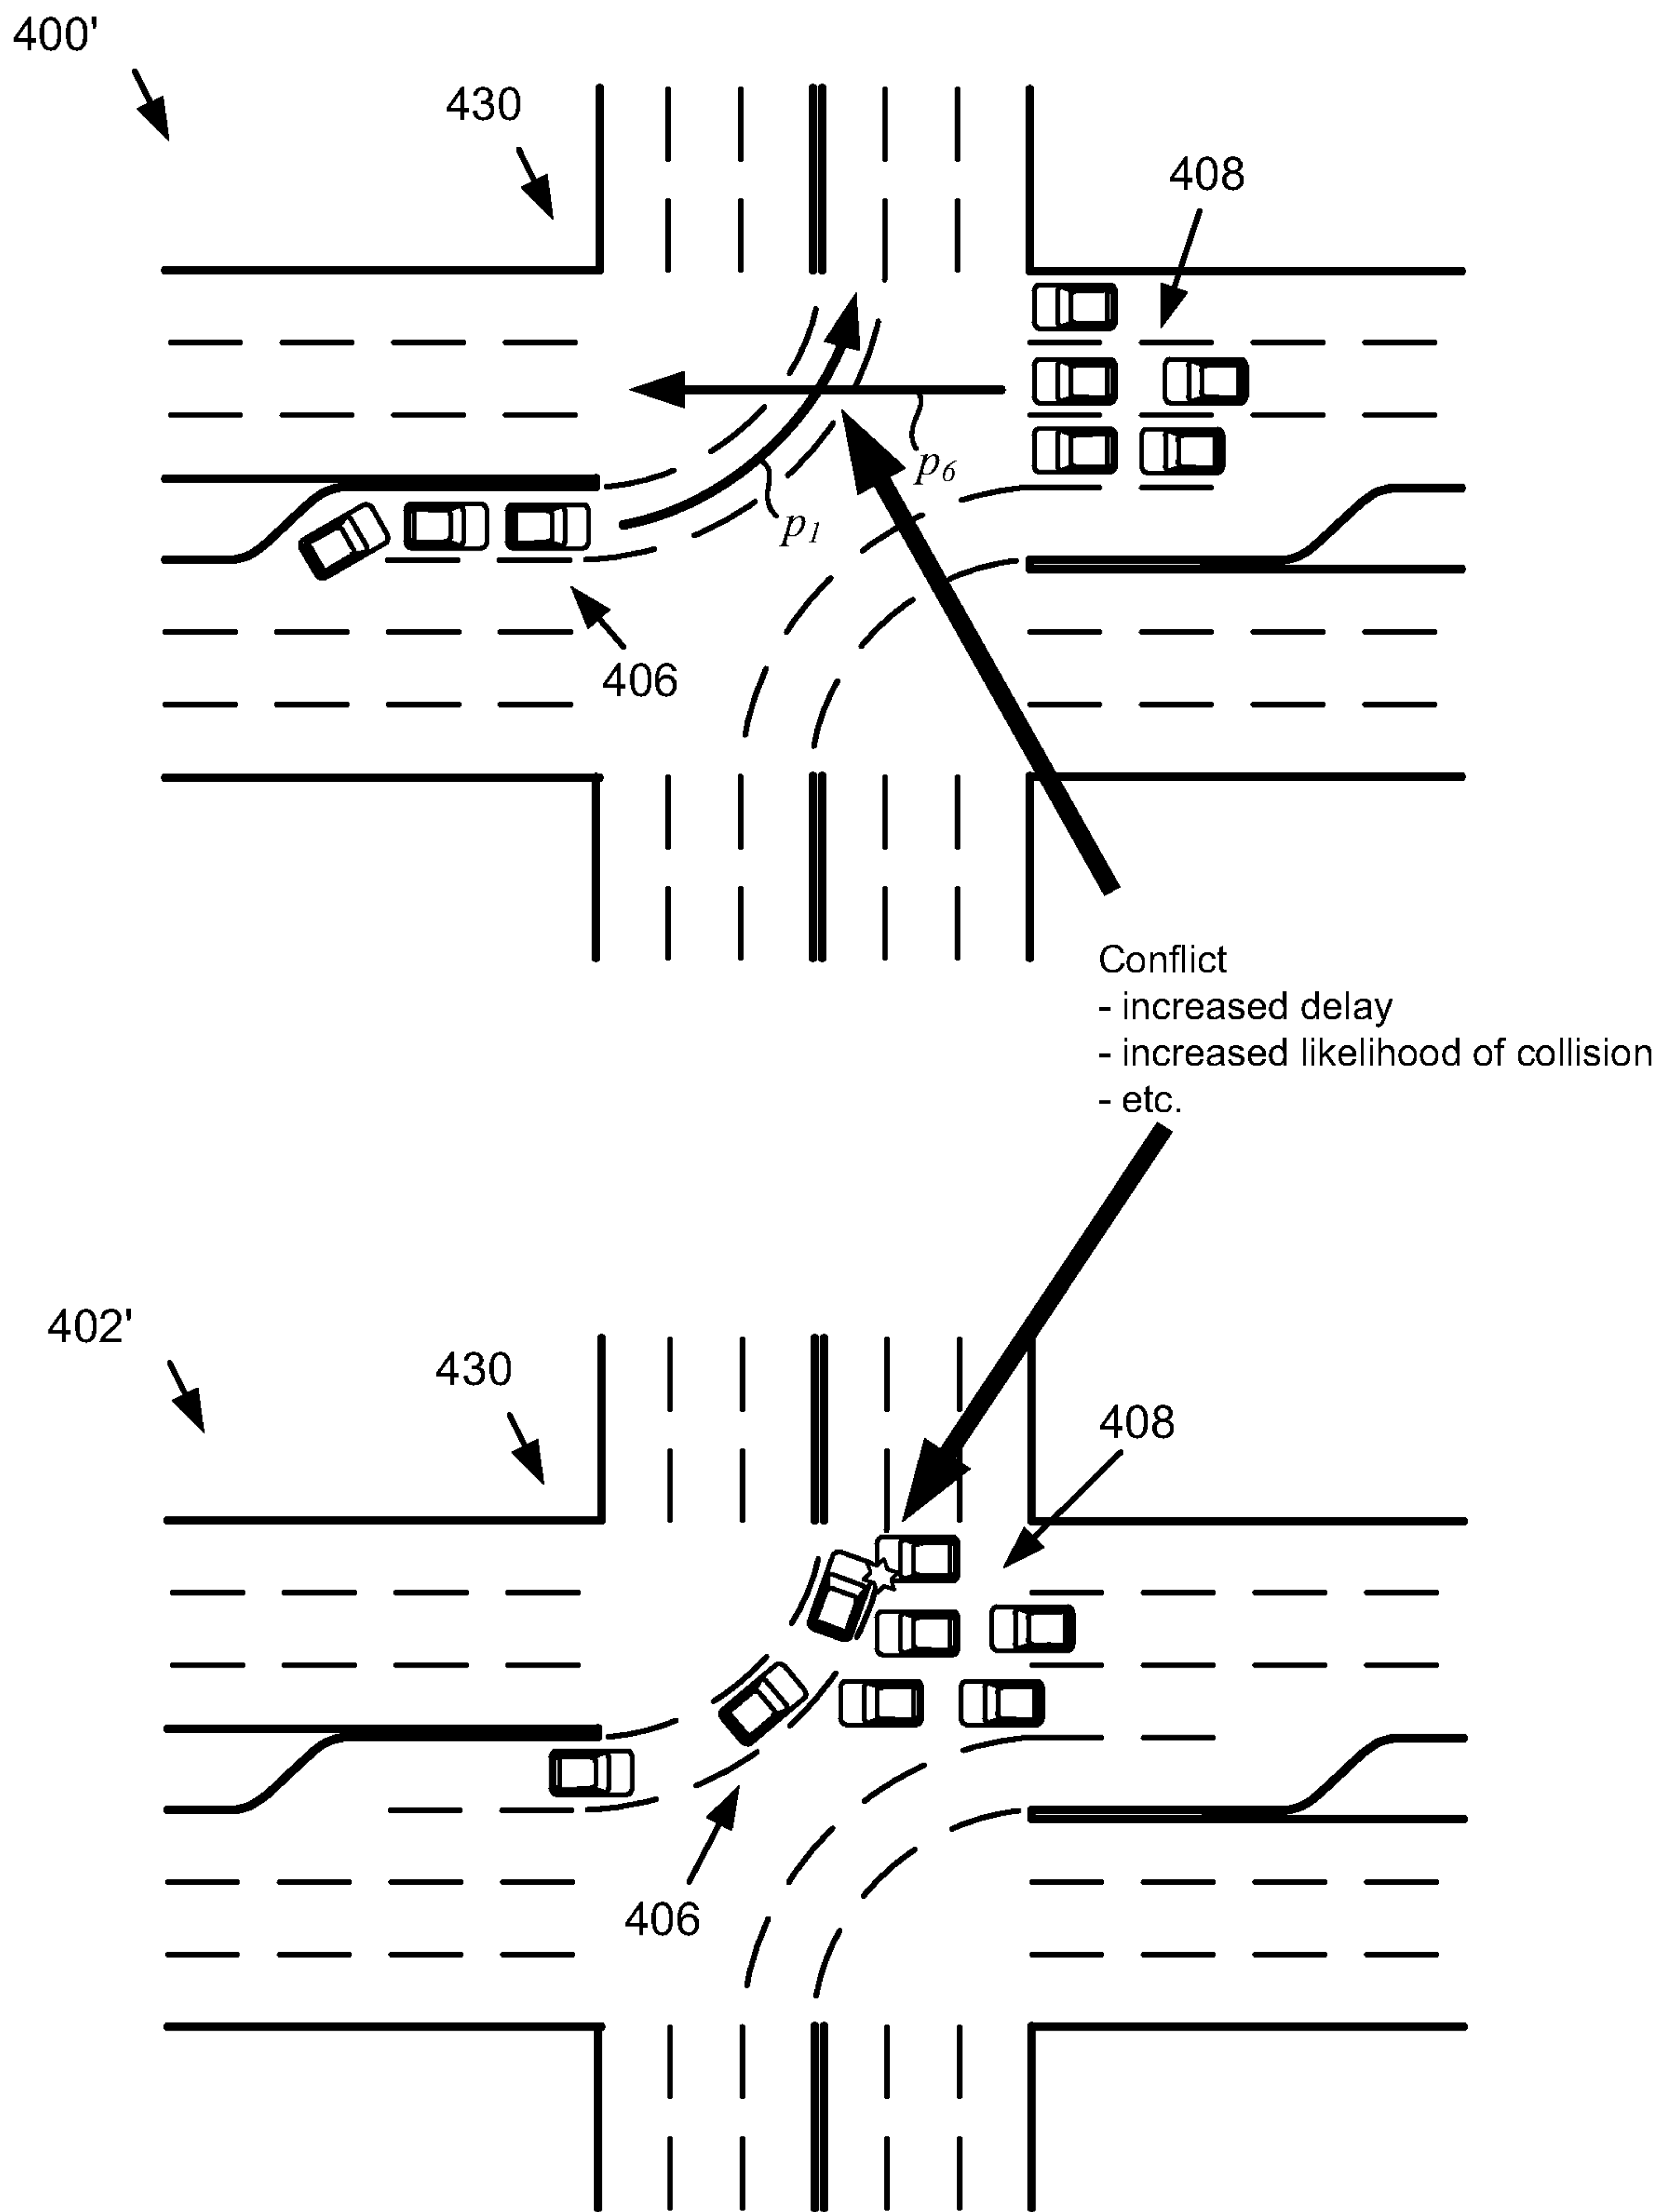 400'
430
408
p6
p1
406
Conflict
- increased delay
- increased likelihood of collision
- etc.
402'
430
408
406